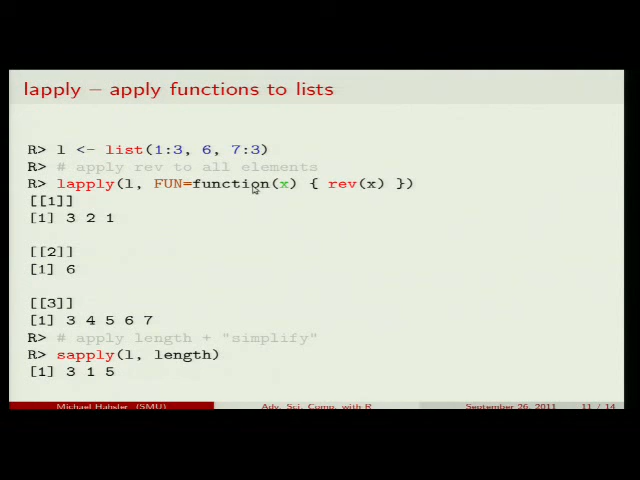 lapply – apply functions to lists
R> l <- list(1:3, 6, 7:3)
R> # apply rev to all elements
R> lapply(l, FUN=function(x) { rev(x) })
[[1]]
[1] 3 2 1
[[2]]
[1] 6
[[3]]
[1] 3 4 5 6 7
R> # apply length + "simplify"
R> sapply(l, length)
[1] 3 1 5
Michael Hahsler (SMU) Adv. Sci. Comp. with R September 26, 2011 11 / 14